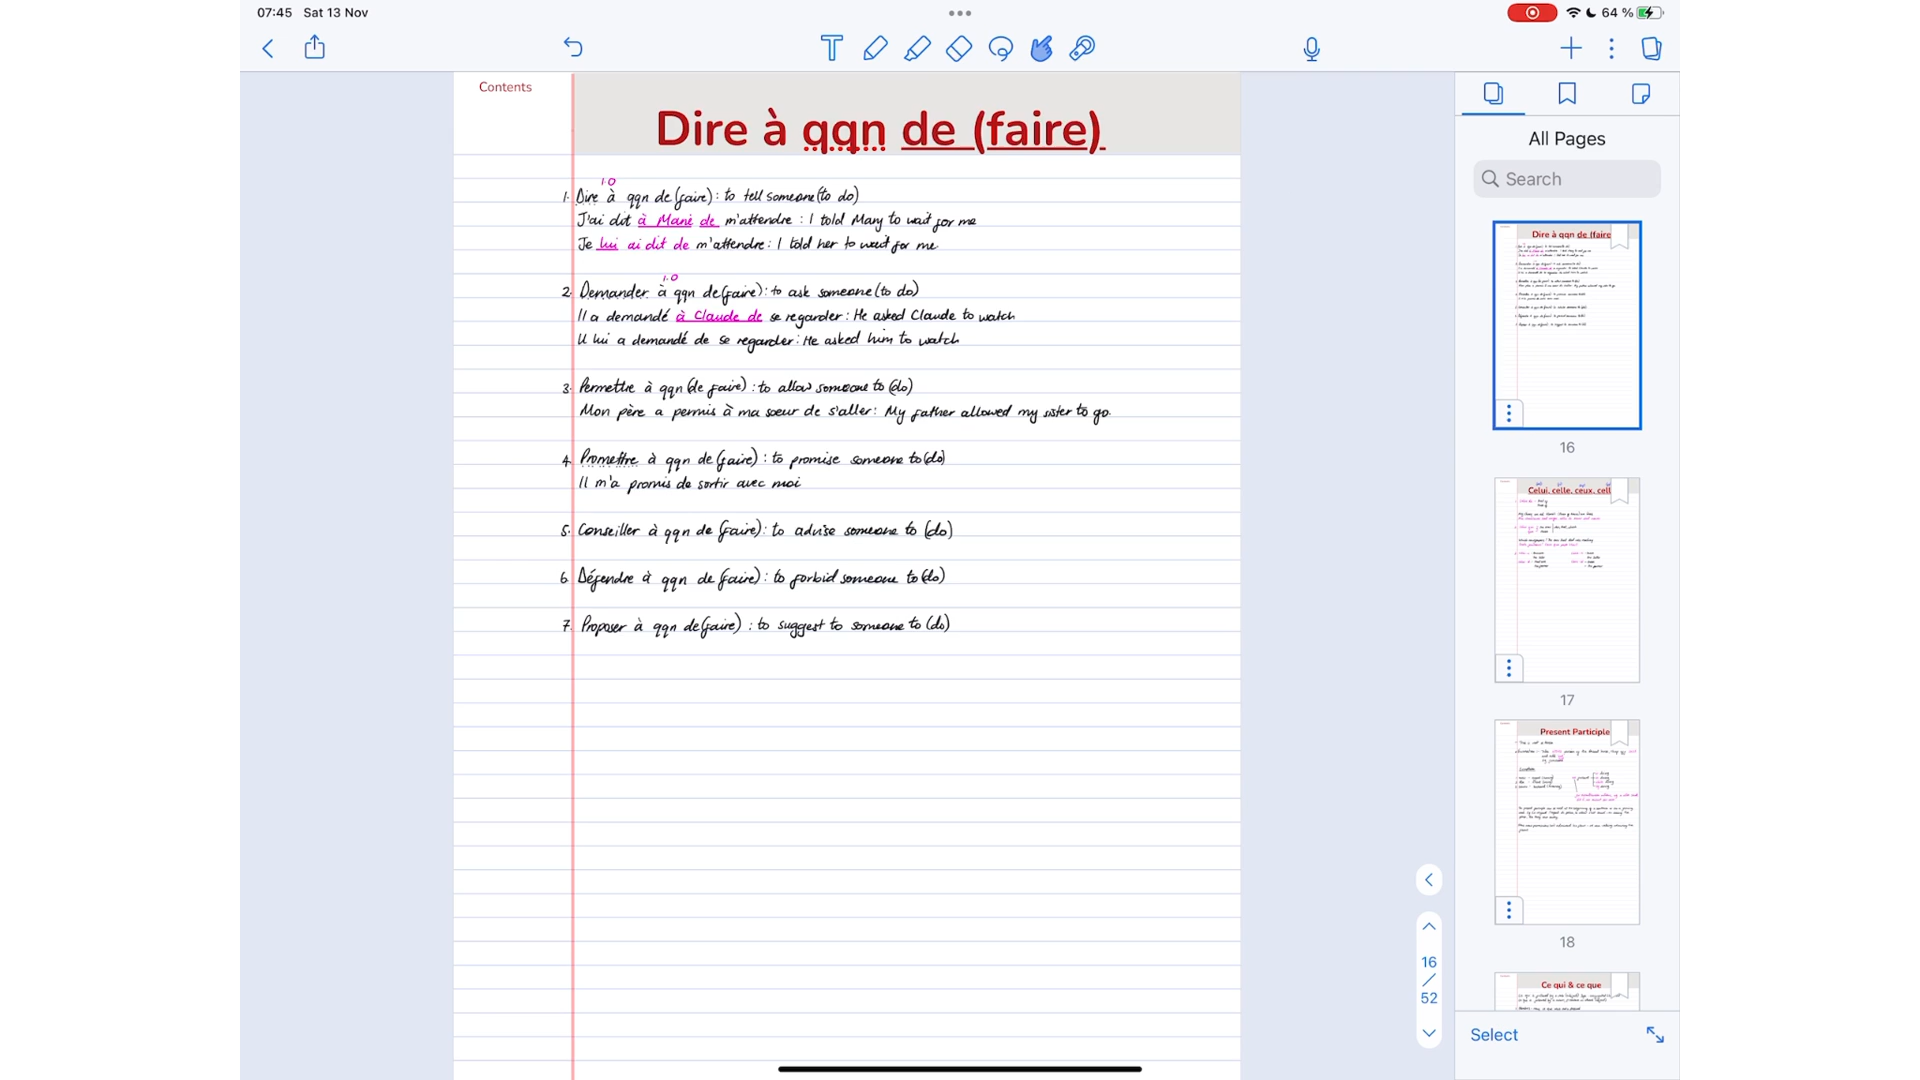 07:45 Sat 13 Nov
64 %
Contents
Dire à qqn de (faire)
1.0
1. Dire à qqn de (faire) : to tell someone (to do)
J'ai dit à Marie de m'attendre : I told Mary to wait for me
Je lui ai dit de m'attendre : I told her to wait for me
1.0
2. Demander à qqn de (faire) : to ask someone (to do)
Il a demandé à Claude de se regarder : He asked Claude to watch
Il lui a demandé de se regarder : He asked him to watch
3. Permettre à qqn (de faire) : to allow someone to (do)
Mon père a permis à ma soeur de s'aller : My father allowed my sister to go.
4. Promettre à qqn de (faire) : to promise someone to (do)
Il m'a promis de sortir avec moi
5. Conseiller à qqn de (faire) : to advise someone to (do)
6. Défendre à qqn de (faire) : to forbid someone to (do)
7. Proposer à qqn de (faire) : to suggest to someone to (do)
All Pages
Search
Dire à qqn de (faire
16
Celui, celle, ceux, cell
17
Present Participle
18
Ce qui & ce que
16
/
52
Select